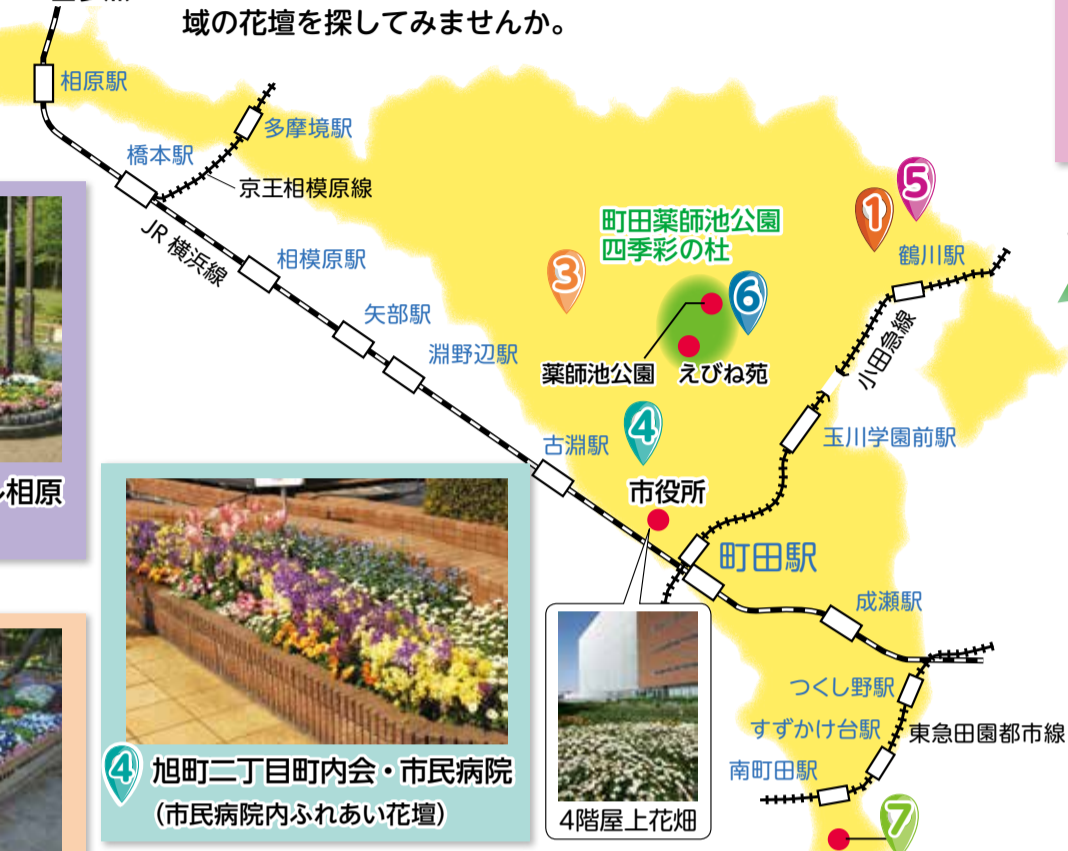 域の花壇を探してみませんか。
相原駅
多摩境駅
橋本駅
京王相模原線
JR 横浜線
相模原駅
矢部駅
淵野辺駅
古淵駅
町田薬師池公園
四季彩の杜
薬師池公園
えびね苑
1
5
3
6
4
鶴川駅
小田急線
玉川学園前駅
市役所
町田駅
成瀬駅
つくし野駅
すずかけ台駅
東急田園都市線
南町田駅
7
相原
4 旭町二丁目町内会・市民病院
(市民病院内ふれあい花壇)
4階屋上花畑